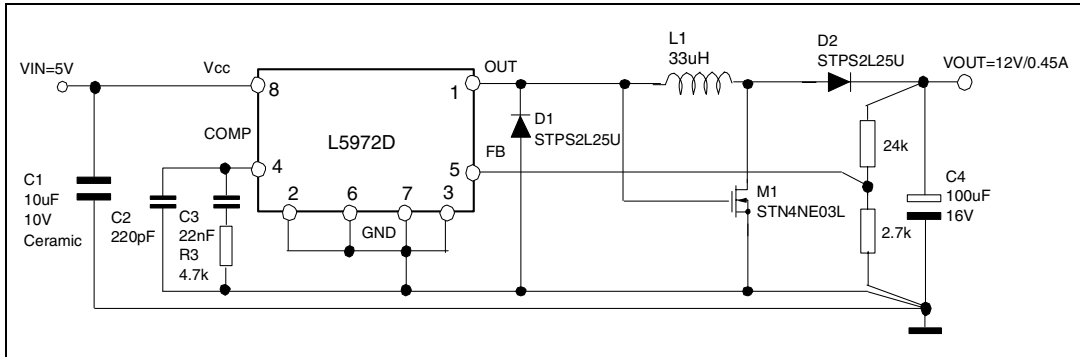 VIN=5V
Vcc
8
COMP
4
L5972D
OUT
1
FB
5
2
6
7
3
GND
L1
33uH
D2
STPS2L25U
VOUT=12V/0.45A
D1
STPS2L25U
24k
2.7k
M1
STN4NE03L
C4
100uF
16V
C1
10uF
10V
Ceramic
C2
220pF
C3
22nF
R3
4.7k